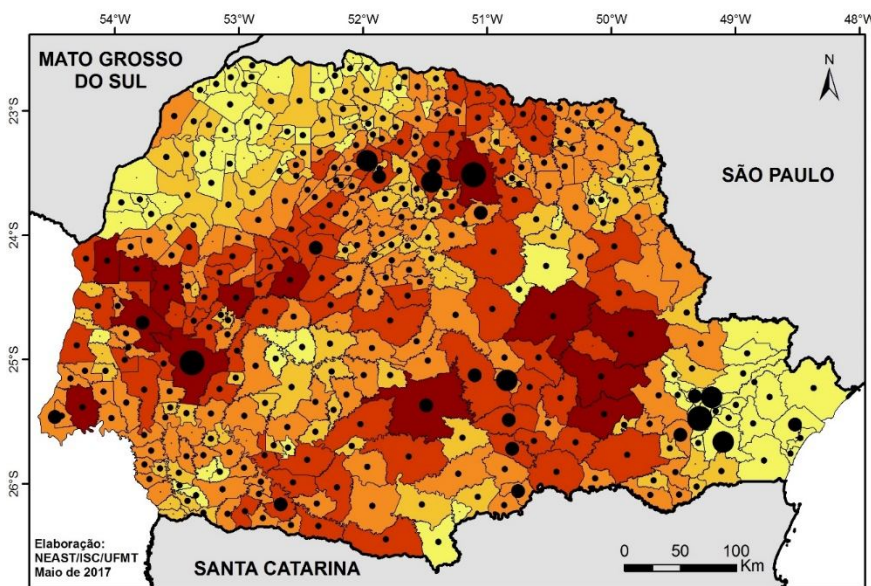 54°W 53°W 52°W 51°W 50°W 49°W 48°W
MATO GROSSO
DO SUL
N
23°S
SÃO PAULO
24°S
25°S
26°S
Elaboração:
NEAST/ISC/UFMT
Maio de 2017
SANTA CATARINA
0 50 100
Km